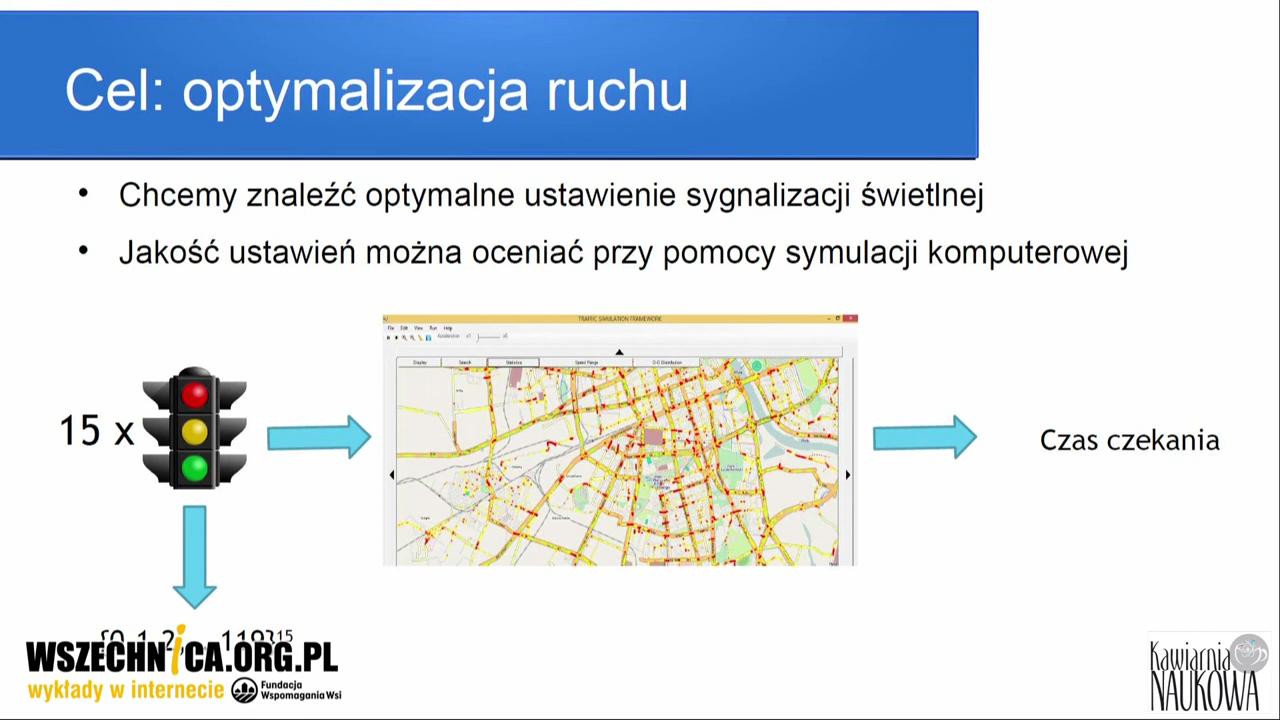 Cel: optymalizacja ruchu
• Chcemy znaleźć optymalne ustawienie sygnalizacji świetlnej
• Jakość ustawień można oceniać przy pomocy symulacji komputerowej
TRAFFIC SIMULATION FRAMEWORK
File Edit View Run Help
Acceleration
Display Search Statistics Speed Range O-D Distribution
15 x
Czas czekania
WSZECHNICA.ORG.PL
wykłady w internecie
Fundacja
Wspomagania Wsi
Kawiarnia
NAUKOWA